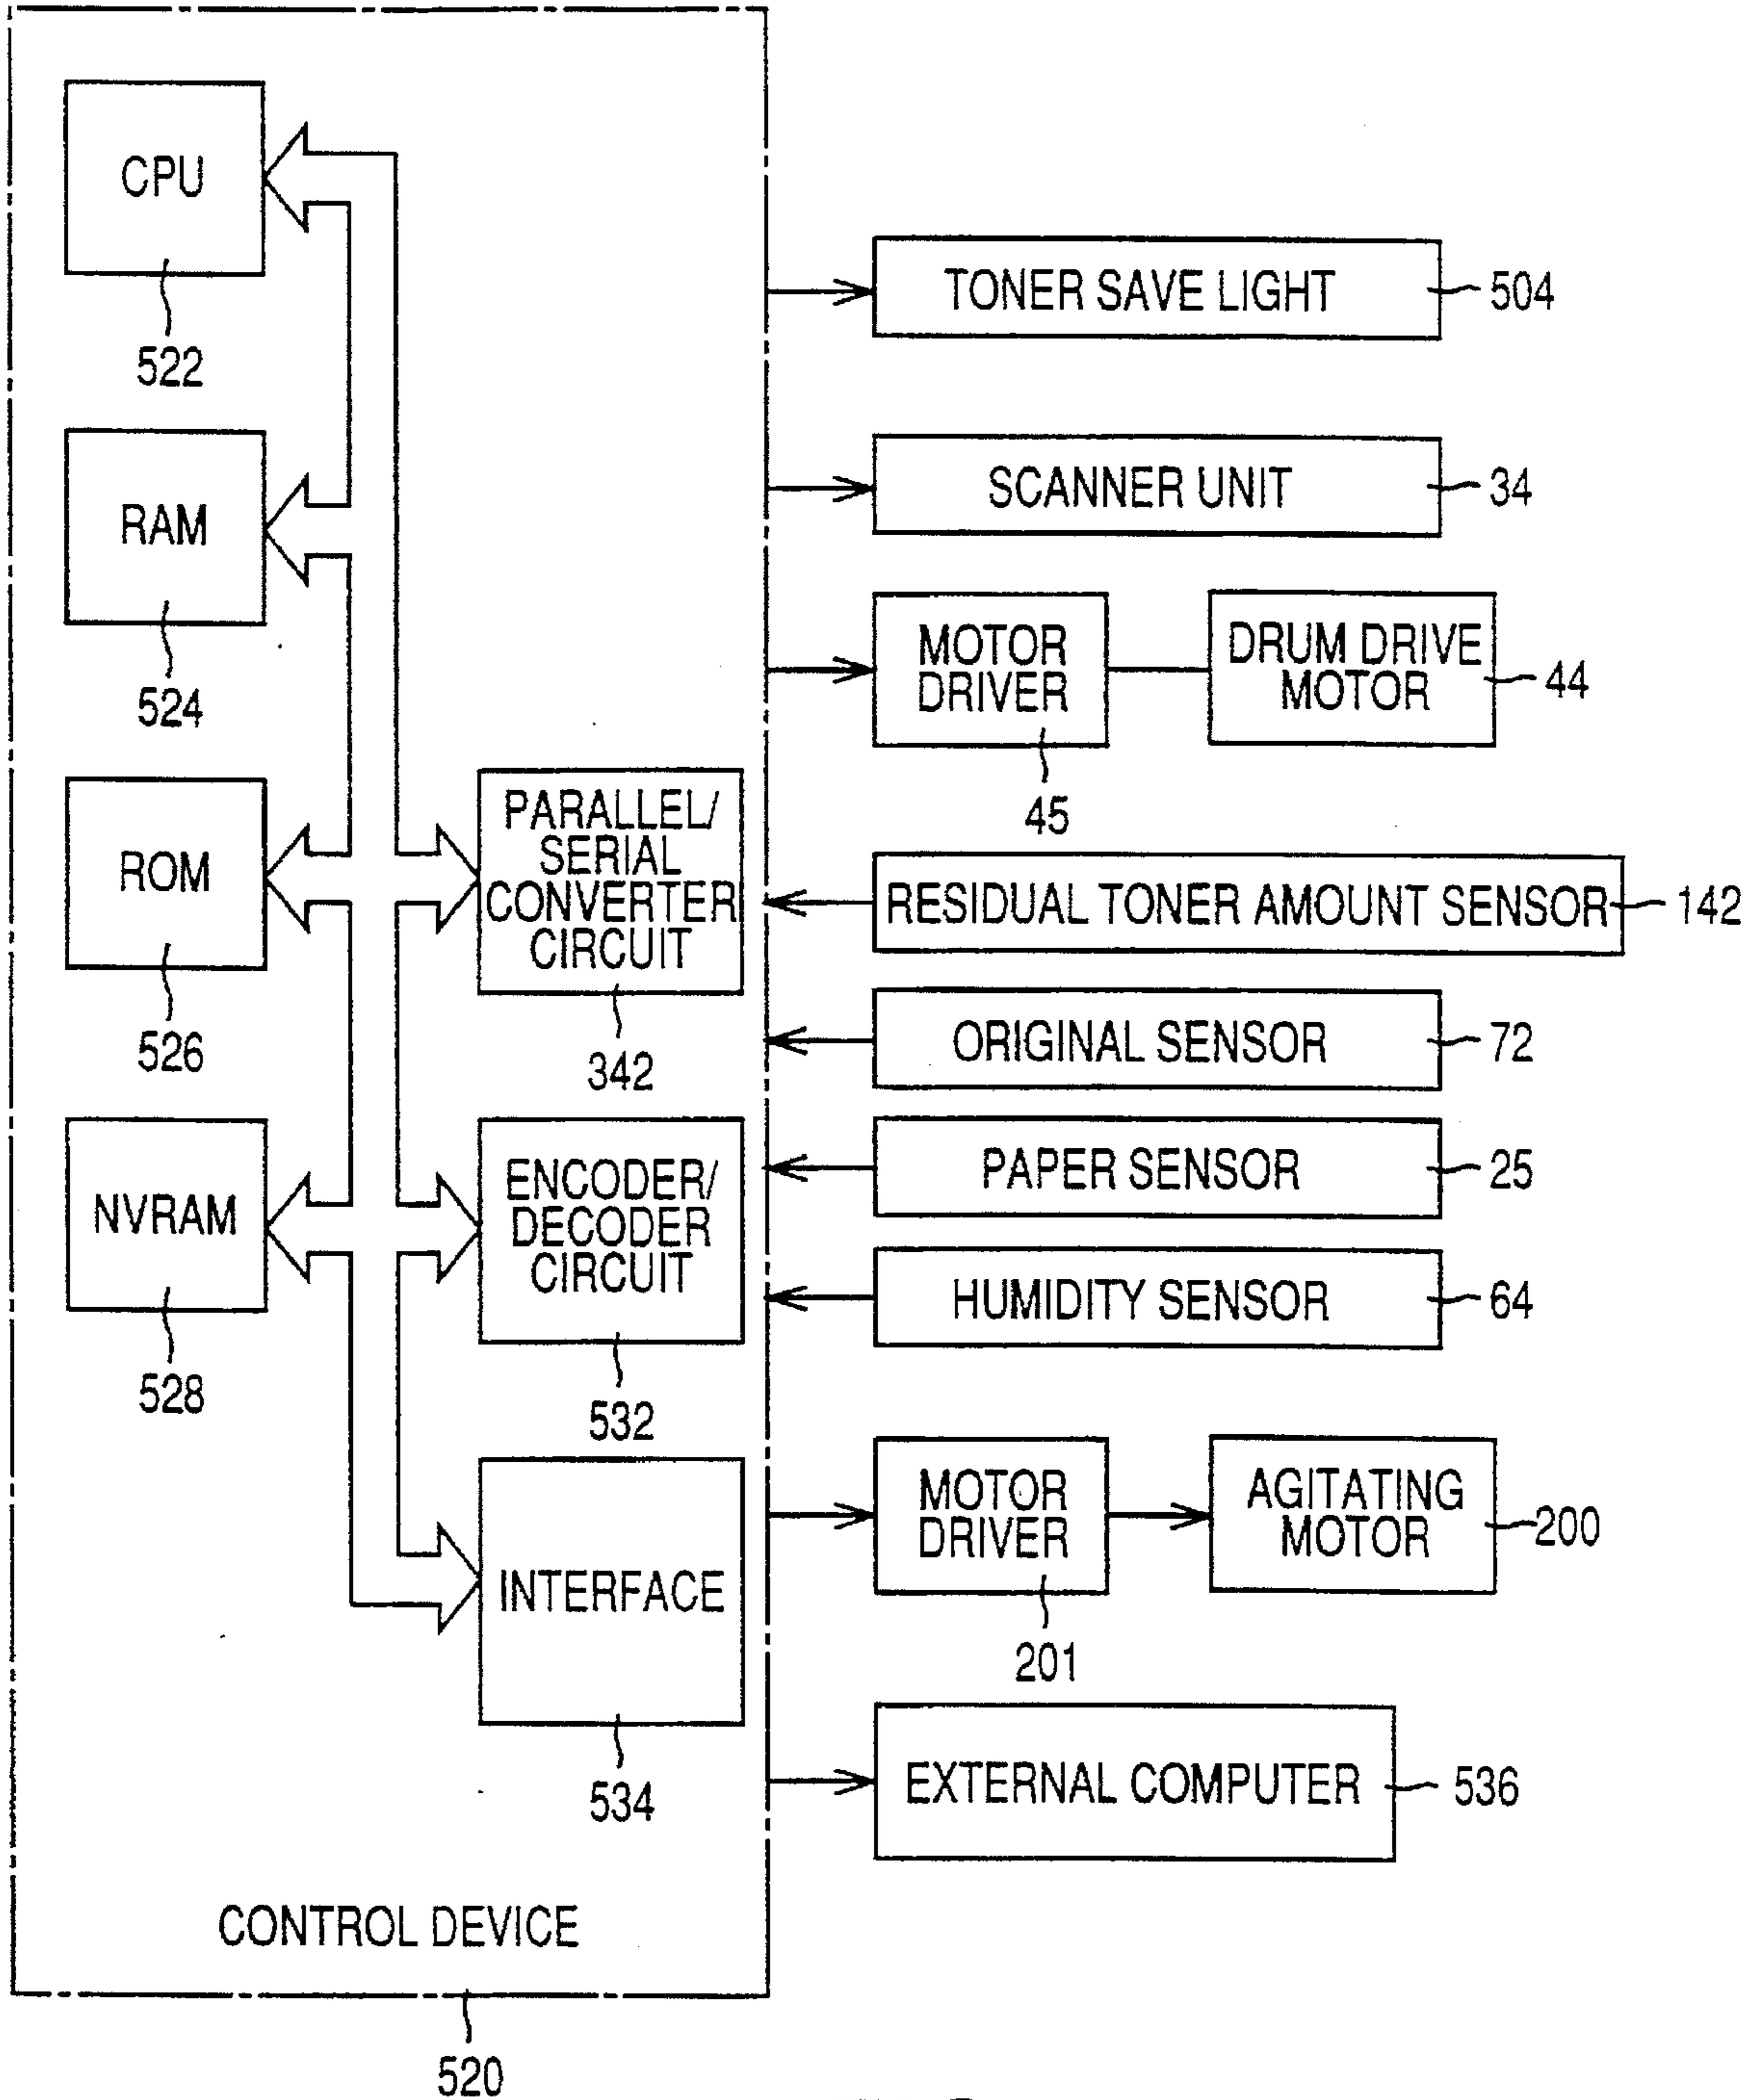 CPU
522
RAM
524
ROM
526
NVRAM
528
PARALLEL/
SERIAL
CONVERTER
CIRCUIT
342
ENCODER/
DECODER
CIRCUIT
532
INTERFACE
534
CONTROL DEVICE
520
TONER SAVE LIGHT
504
SCANNER UNIT
34
MOTOR
DRIVER
45
DRUM DRIVE
MOTOR
44
RESIDUAL TONER AMOUNT SENSOR
142
ORIGINAL SENSOR
72
PAPER SENSOR
25
HUMIDITY SENSOR
64
MOTOR
DRIVER
201
AGITATING
MOTOR
200
EXTERNAL COMPUTER
536